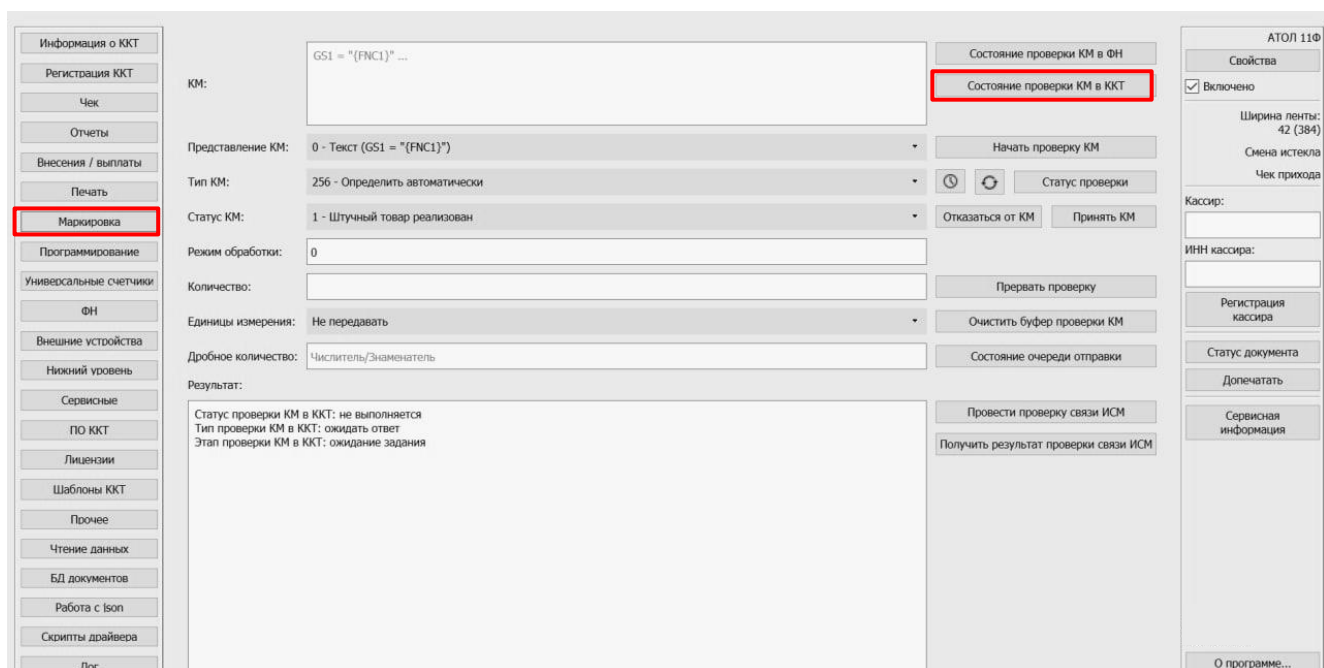 Информация о ККТ
Регистрация ККТ
Чек
Отчеты
Внесения / выплаты
Печать
Маркировка
Программирование
Универсальные счетчики
ФН
Внешние устройства
Нижний уровень
Сервисные
ПО ККТ
Лицензии
Шаблоны ККТ
Прочее
Чтение данных
БД документов
Работа с json
Скрипты драйвера
Лог
КМ:
GS1 = "{FNC1}" ...
Состояние проверки КМ в ФН
Состояние проверки КМ в ККТ
Представление КМ:
0 - Текст (GS1 = "{FNC1}")
Начать проверку КМ
Тип КМ:
256 - Определить автоматически
Статус проверки
Статус КМ:
1 - Штучный товар реализован
Отказаться от КМ
Принять КМ
Режим обработки:
0
Количество:
Прервать проверку
Единицы измерения:
Не передавать
Очистить буфер проверки КМ
Дробное количество:
Числитель/Знаменатель
Состояние очереди отправки
Результат:
Статус проверки КМ в ККТ: не выполняется
Тип проверки КМ в ККТ: ожидать ответ
Этап проверки КМ в ККТ: ожидание задания
Провести проверку связи ИСМ
Получить результат проверки связи ИСМ
АТОЛ 11Ф
Свойства
Включено
Ширина ленты:
42 (384)
Смена истекла
Чек прихода
Кассир:
ИНН кассира:
Регистрация
кассира
Статус документа
Допечатать
Сервисная
информация
О программе...